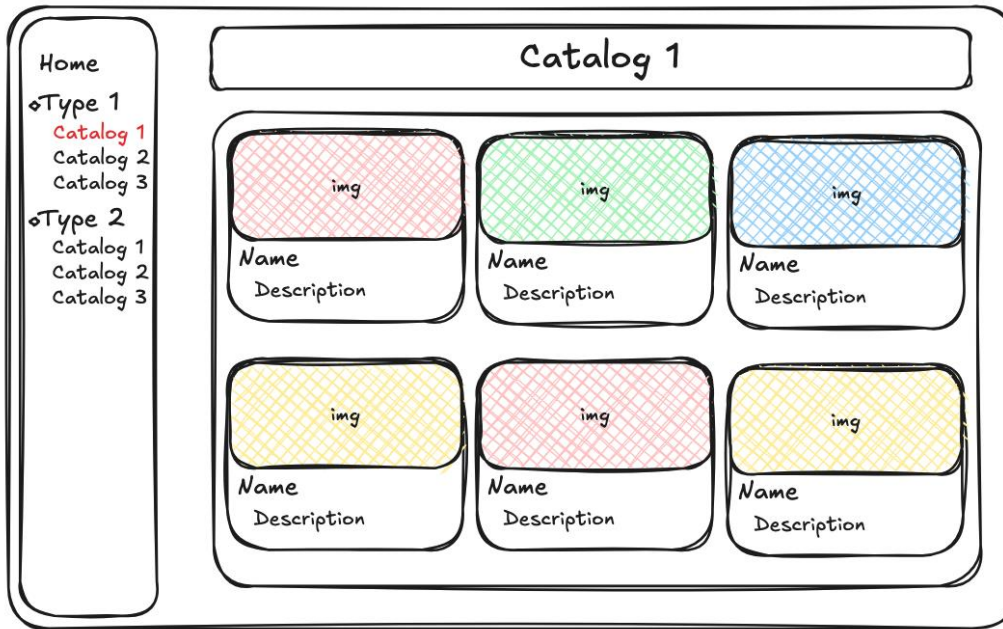 Home
Type 1
Catalog 1
Catalog 2
Catalog 3
Type 2
Catalog 1
Catalog 2
Catalog 3
Catalog 1
img
img
img
Name
Name
Name
Description
Description
Description
img
img
img
Name
Name
Name
Description
Description
Description